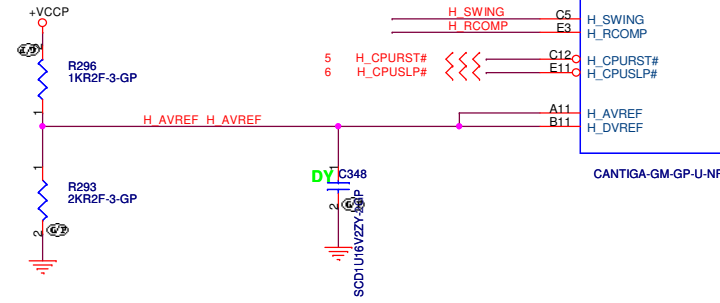 +VCCP
H_SWING
C5
H_SWING
H_RCOMP
E3
H_RCOMP
5 H_CPURST#
C12
H_CPURST#
6 H_CPUSLP#
E11
H_CPUSLP#
R296
1KR2F-3-GP
1
H_AVREF H_AVREF
A11
H_AVREF
B11
H_DVREF
CANTIGA-GM-GP-U-NF
1
R293
2KR2F-3-GP
2
G/P
1
DY
C348
2
SCD1U16V2ZY-2GP